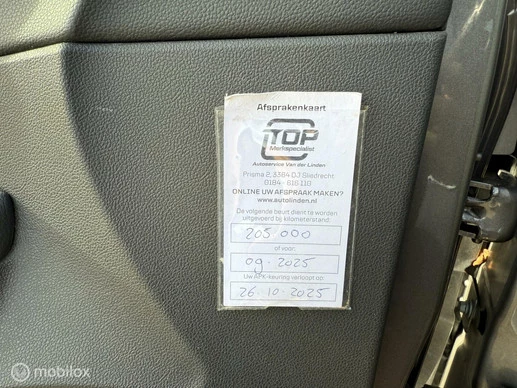 Afsprakenkaart
TOP
Merkspecialist
Autoservice Van der Linden
Prisma 2, 3364 DJ Sliedrecht
0184 - 616 116
ONLINE UW AFSPRAAK MAKEN?
www.autolinden.nl
De volgende beurt dient te worden
uitgevoerd bij kilometerstand:
205.000
of voor:
09-2025
Uw APK-keuring verloopt op:
26-10-2025
mobilox